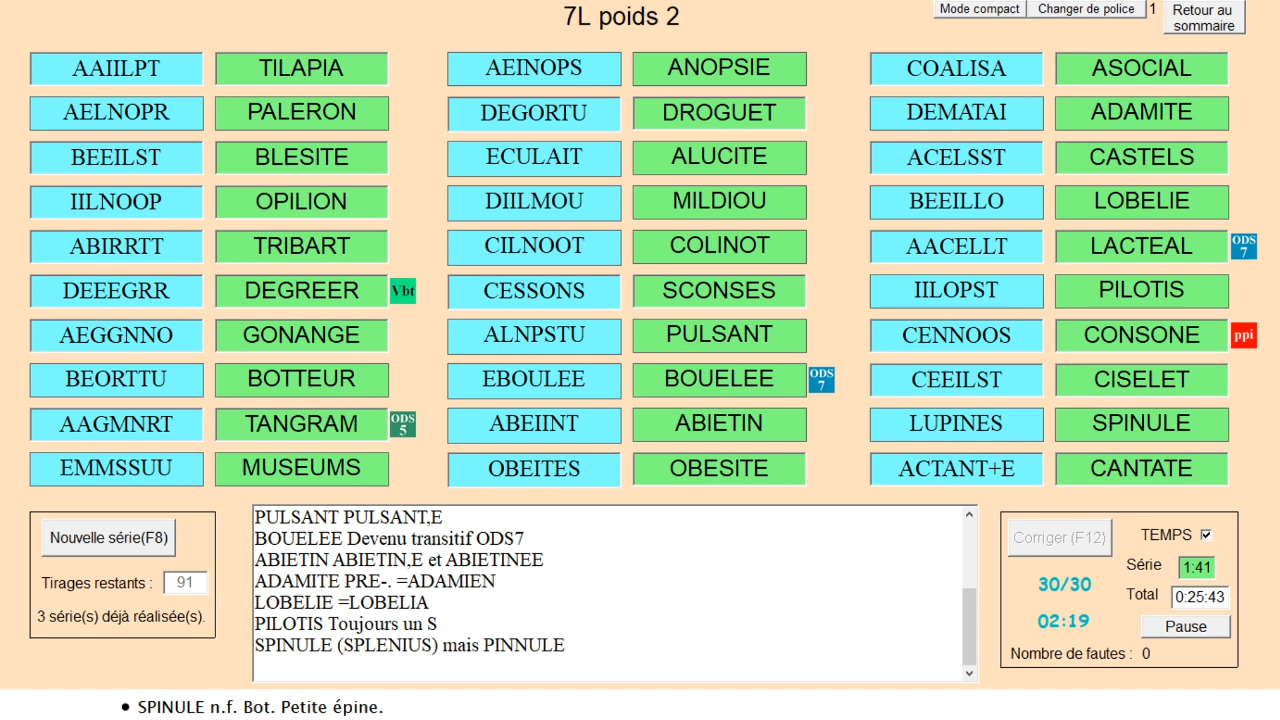 7L poids 2
Mode compact Changer de police 1 Retour au sommaire
AAIILPT TILAPIA AEINOPS ANOPSIE COALISA ASOCIAL
AELNOPR PALERON DEGORTU DROGUET DEMATAI ADAMITE
BEEILST BLESITE ECULAIT ALUCITE ACELSST CASTELS
IILNOOP OPILION DIILMOU MILDIOU BEEILLO LOBELIE
ABIRRTT TRIBART CILNOOT COLINOT AACELLT LACTEAL ODS 7
DEEEGRR DEGREER Vbt CESSONS SCONSES IILOPST PILOTIS
AEGGNNO GONANGE ALNPSTU PULSANT CENNOOS CONSONE ppi
BEORTTU BOTTEUR EBOULEE BOUELEE ODS 7 CEEILST CISELET
AAGMNRT TANGRAM ODS 5 ABEIINT ABIETIN LUPINES SPINULE
EMMSSUU MUSEUMS OBEITES OBESITE ACTANT+E CANTATE
Nouvelle série(F8)
Tirages restants : 91
3 série(s) déjà réalisée(s).
PULSANT PULSANT,E
BOUELEE Devenu transitif ODS7
ABIETIN ABIETIN,E et ABIETINEE
ADAMITE PRE-. =ADAMIEN
LOBELIE =LOBELIA
PILOTIS Toujours un S
SPINULE (SPLENIUS) mais PINNULE
Corriger (F12) TEMPS
Série 1:41
30/30 Total 0:25:43
02:19 Pause
Nombre de fautes : 0
• SPINULE n.f. Bot. Petite épine.